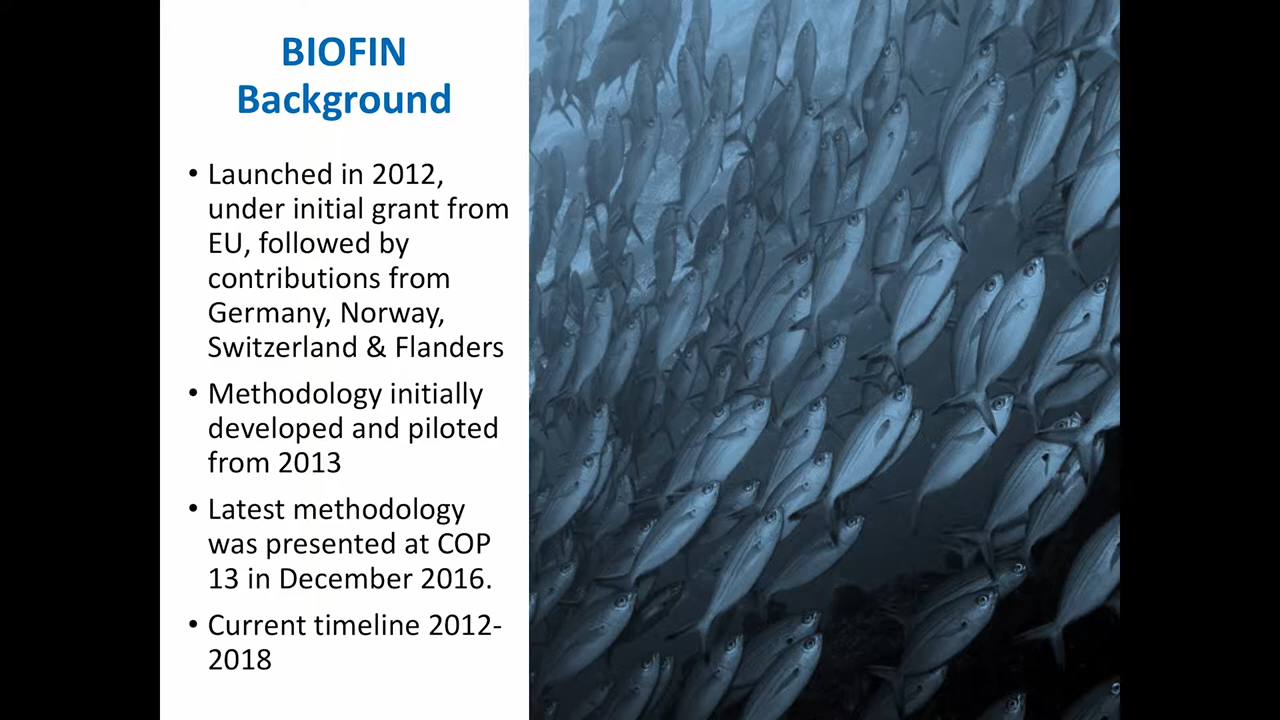 BIOFIN
Background
• Launched in 2012,
under initial grant from
EU, followed by
contributions from
Germany, Norway,
Switzerland & Flanders
• Methodology initially
developed and piloted
from 2013
• Latest methodology
was presented at COP
13 in December 2016.
• Current timeline 2012-
2018